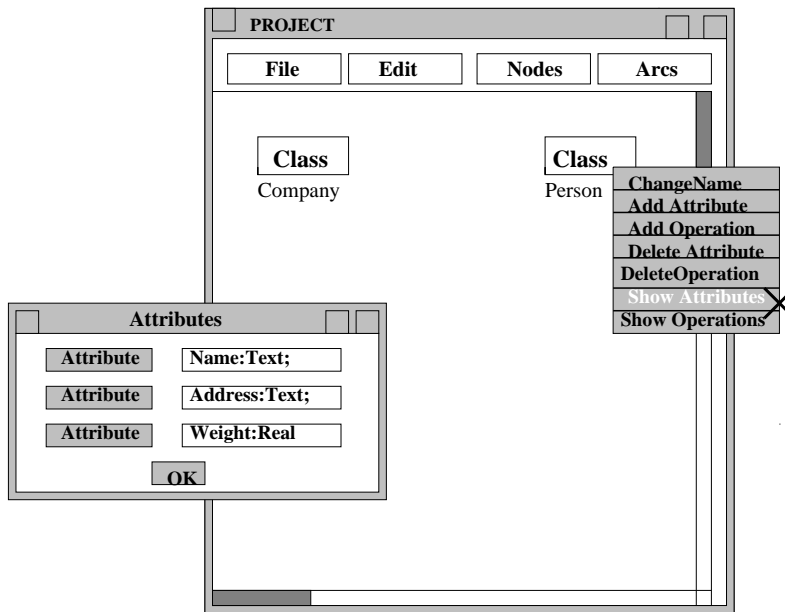 PROJECT
File Edit Nodes Arcs
Class Class
Company Person
ChangeName
Add Attribute
Add Operation
Delete Attribute
DeleteOperation
Show Attributes
Show Operations
Attributes
Attribute Name:Text;
Attribute Address:Text;
Attribute Weight:Real
OK